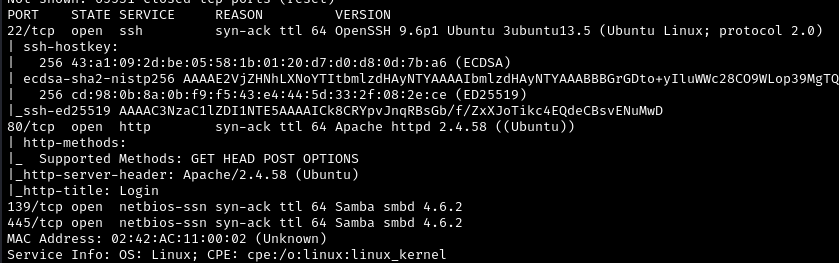 Not shown: 65531 closed tcp ports (reset)
PORT    STATE SERVICE     REASON         VERSION
22/tcp  open  ssh         syn-ack ttl 64 OpenSSH 9.6p1 Ubuntu 3ubuntu13.5 (Ubuntu Linux; protocol 2.0)
| ssh-hostkey:
|   256 43:a1:09:2d:be:05:58:1b:01:20:d7:d0:d8:0d:7b:a6 (ECDSA)
| ecdsa-sha2-nistp256 AAAAE2VjZHNhLXNoYTItbmlzdHAyNTYAAAAIbmlzdHAyNTYAAABBBGrGDto+yIluWWc28CO9WLop39MgTQ
|   256 cd:98:0b:8a:0b:f9:f5:43:e4:44:5d:33:2f:08:2e:ce (ED25519)
|_ssh-ed25519 AAAAC3NzaC1lZDI1NTE5AAAAICk8CRYpvJnqRBsGb/f/ZxXJoTikc4EQdeCBsvENuMwD
80/tcp  open  http        syn-ack ttl 64 Apache httpd 2.4.58 ((Ubuntu))
| http-methods:
|_  Supported Methods: GET HEAD POST OPTIONS
|_http-server-header: Apache/2.4.58 (Ubuntu)
|_http-title: Login
139/tcp open  netbios-ssn syn-ack ttl 64 Samba smbd 4.6.2
445/tcp open  netbios-ssn syn-ack ttl 64 Samba smbd 4.6.2
MAC Address: 02:42:AC:11:00:02 (Unknown)
Service Info: OS: Linux; CPE: cpe:/o:linux:linux_kernel